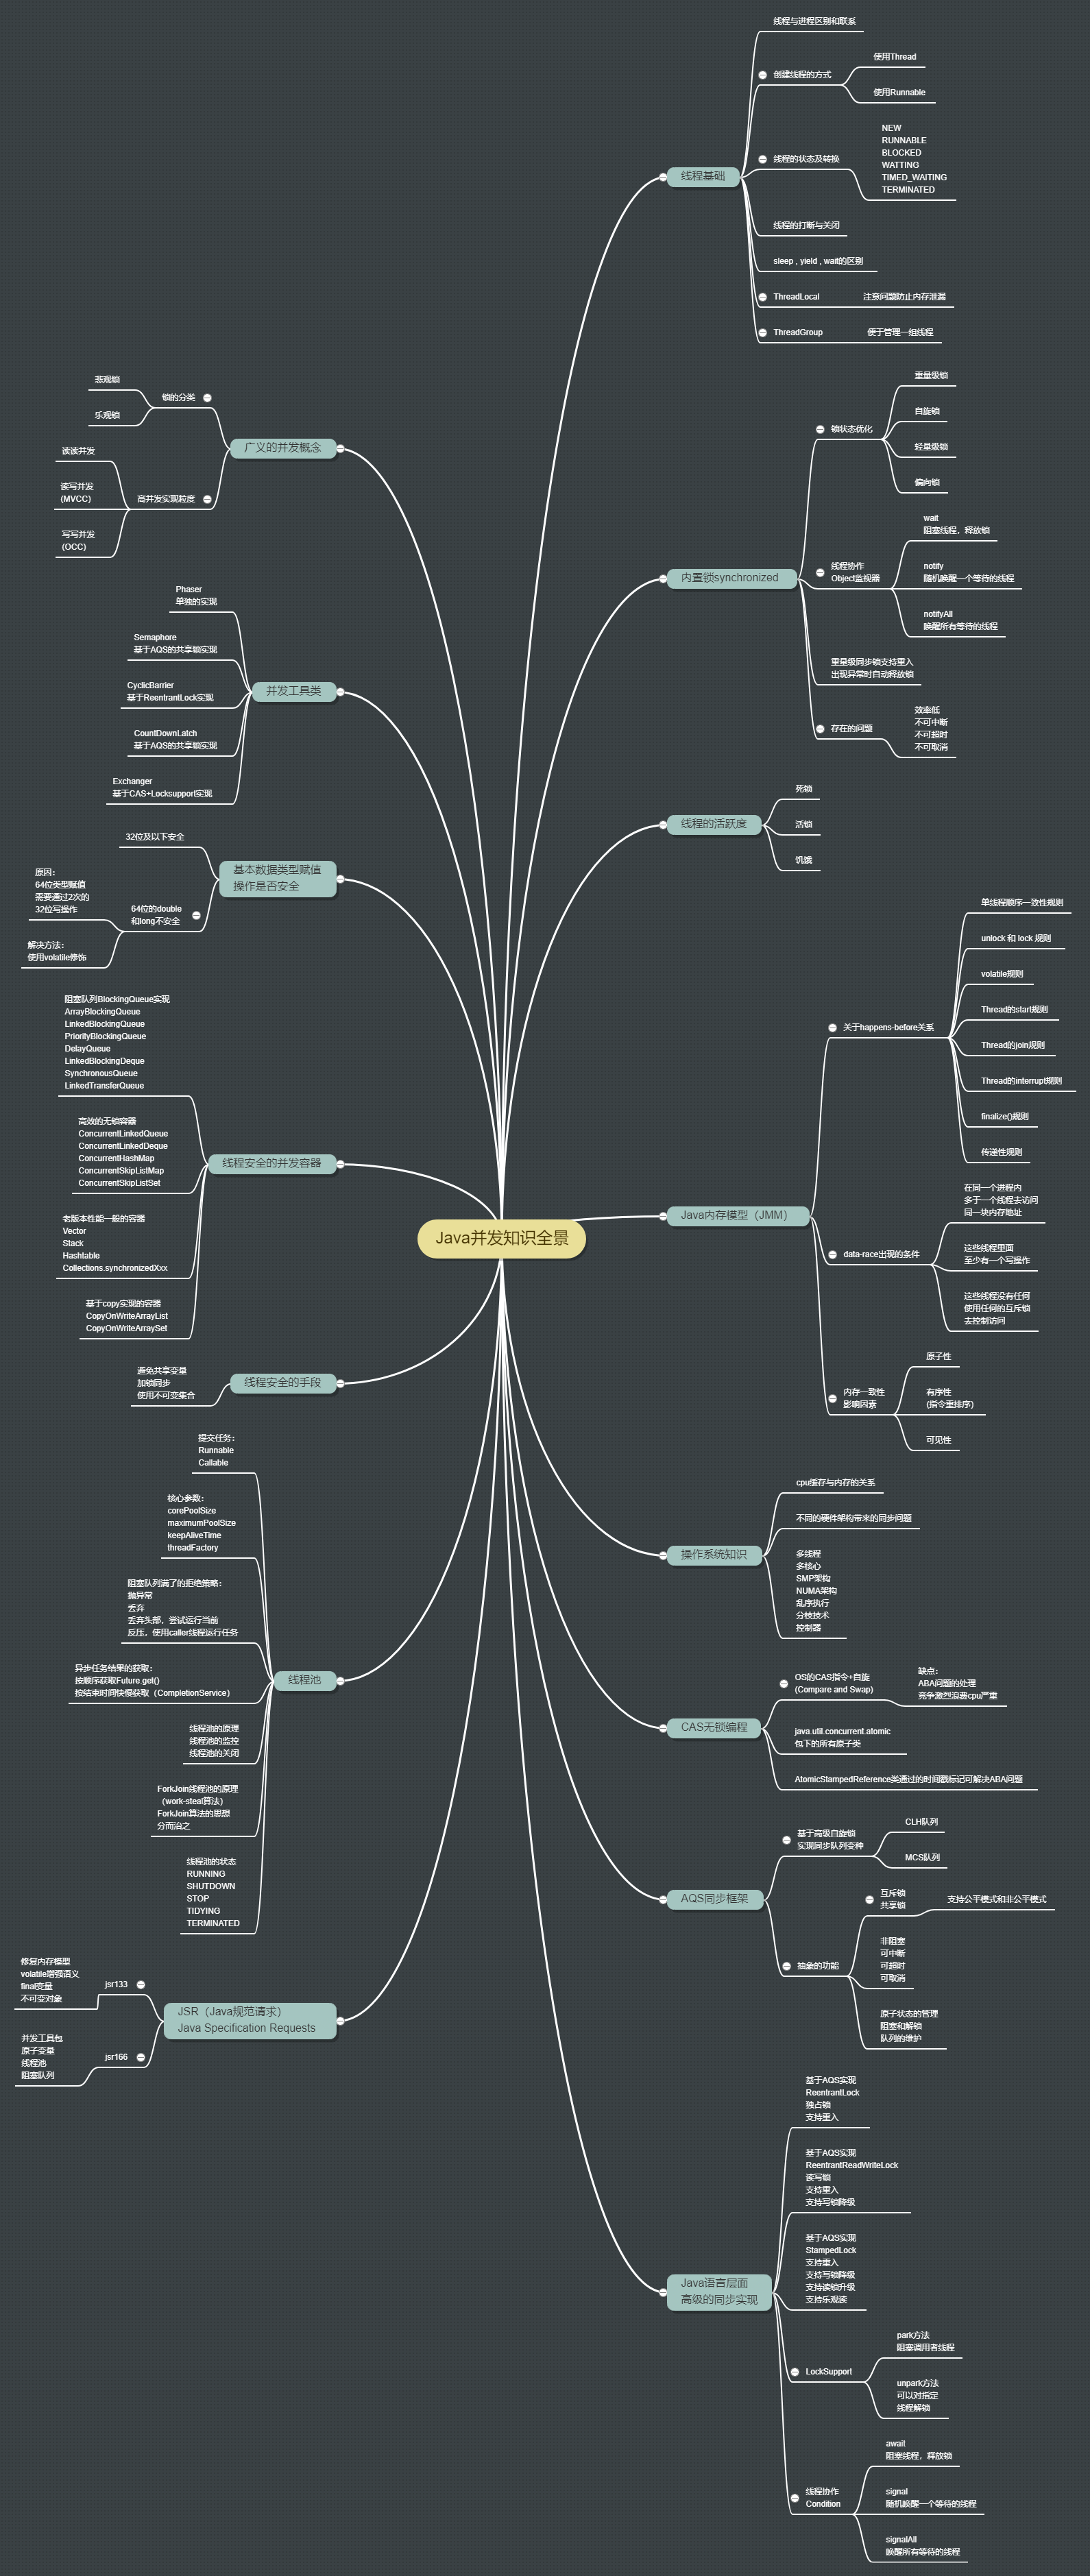 Java并发知识全景
线程基础
线程与进程区别和联系
创建线程的方式
使用Thread
使用Runnable
线程的状态及转换
NEW
RUNNABLE
BLOCKED
WATTING
TIMED_WAITING
TERMINATED
线程的打断与关闭
sleep , yield , wait的区别
ThreadLocal
注意问题防止内存泄漏
ThreadGroup
便于管理一组线程
内置锁synchronized
锁状态优化
重量级锁
自旋锁
轻量级锁
偏向锁
线程协作
Object监视器
wait
阻塞线程，释放锁
notify
随机唤醒一个等待的线程
notifyAll
唤醒所有等待的线程
重量级同步锁支持重入
出现异常时自动释放锁
存在的问题
效率低
不可中断
不可超时
不可取消
线程的活跃度
死锁
活锁
饥饿
Java内存模型（JMM）
关于happens-before关系
单线程顺序一致性规则
unlock 和 lock 规则
volatile规则
Thread的start规则
Thread的join规则
Thread的interrupt规则
finalize()规则
传递性规则
data-race出现的条件
在同一个进程内
多于一个线程去访问
同一块内存地址
这些线程里面
至少有一个写操作
这些线程没有任何
使用任何的互斥锁
去控制访问
内存一致性
影响因素
原子性
有序性
(指令重排序)
可见性
操作系统知识
cpu缓存与内存的关系
不同的硬件架构带来的同步问题
多线程
多核心
SMP架构
NUMA架构
乱序执行
分枝技术
控制器
CAS无锁编程
OS的CAS指令+自旋
(Compare and Swap)
缺点：
ABA问题的处理
竞争激烈浪费cpu严重
java.util.concurrent.atomic
包下的所有原子类
AtomicStampedReference类通过的时间戳标记可解决ABA问题
AQS同步框架
基于高级自旋锁
实现同步队列变种
CLH队列
MCS队列
抽象的功能
互斥锁
共享锁
支持公平模式和非公平模式
非阻塞
可中断
可超时
可取消
原子状态的管理
阻塞和解锁
队列的维护
Java语言层面
高级的同步实现
基于AQS实现
ReentrantLock
独占锁
支持重入
基于AQS实现
ReentrantReadWriteLock
读写锁
支持重入
支持写锁降级
基于AQS实现
StampedLock
支持重入
支持写锁降级
支持读锁升级
支持乐观读
LockSupport
park方法
阻塞调用者线程
unpark方法
可以对指定
线程解锁
线程协作
Condition
await
阻塞线程，释放锁
signal
随机唤醒一个等待的线程
signalAll
唤醒所有等待的线程
广义的并发概念
锁的分类
悲观锁
乐观锁
高并发实现粒度
读读并发
读写并发
(MVCC)
写写并发
(OCC)
并发工具类
Phaser
单独的实现
Semaphore
基于AQS的共享锁实现
CyclicBarrier
基于ReentrantLock实现
CountDownLatch
基于AQS的共享锁实现
Exchanger
基于CAS+Locksupport实现
基本数据类型赋值
操作是否安全
32位及以下安全
64位的double
和long不安全
原因：
64位类型赋值
需要通过2次的
32位写操作
解决方法：
使用volatile修饰
线程安全的并发容器
阻塞队列BlockingQueue实现
ArrayBlockingQueue
LinkedBlockingQueue
PriorityBlockingQueue
DelayQueue
LinkedBlockingDeque
SynchronousQueue
LinkedTransferQueue
高效的无锁容器
ConcurrentLinkedQueue
ConcurrentLinkedDeque
ConcurrentHashMap
ConcurrentSkipListMap
ConcurrentSkipListSet
老版本性能一般的容器
Vector
Stack
Hashtable
Collections.synchronizedXxx
基于copy实现的容器
CopyOnWriteArrayList
CopyOnWriteArraySet
线程安全的手段
避免共享变量
加锁同步
使用不可变集合
线程池
提交任务：
Runnable
Callable
核心参数：
corePoolSize
maximumPoolSize
keepAliveTime
threadFactory
阻塞队列满了的拒绝策略：
抛异常
丢弃
丢弃头部，尝试运行当前
反压，使用caller线程运行任务
异步任务结果的获取：
按顺序获取Future.get()
按结束时间快慢获取（CompletionService）
线程池的原理
线程池的监控
线程池的关闭
ForkJoin线程池的原理
（work-steal算法）
ForkJoin算法的思想
分而治之
线程池的状态
RUNNING
SHUTDOWN
STOP
TIDYING
TERMINATED
JSR（Java规范请求）
Java Specification Requests
jsr133
修复内存模型
volatile增强语义
final变量
不可变对象
jsr166
并发工具包
原子变量
线程池
阻塞队列